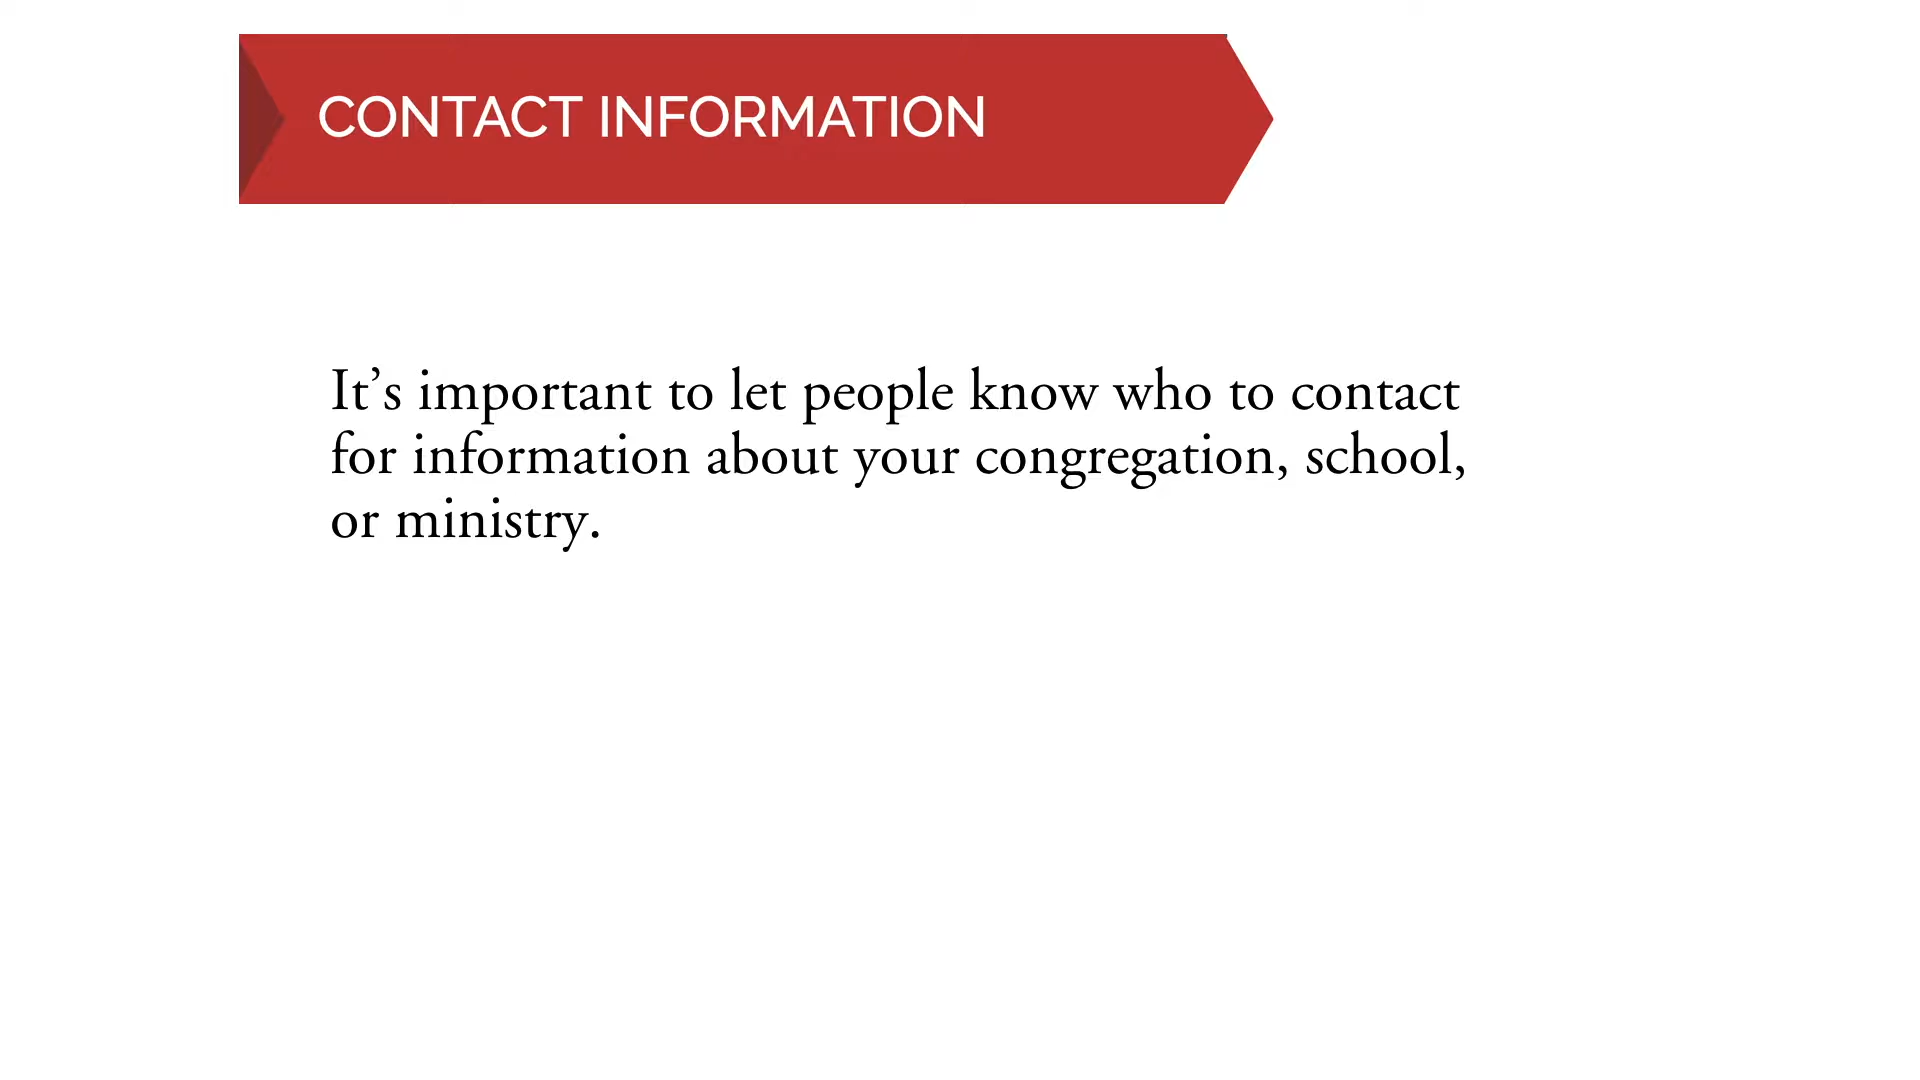 CONTACT INFORMATION
It’s important to let people know who to contact
for information about your congregation, school,
or ministry.